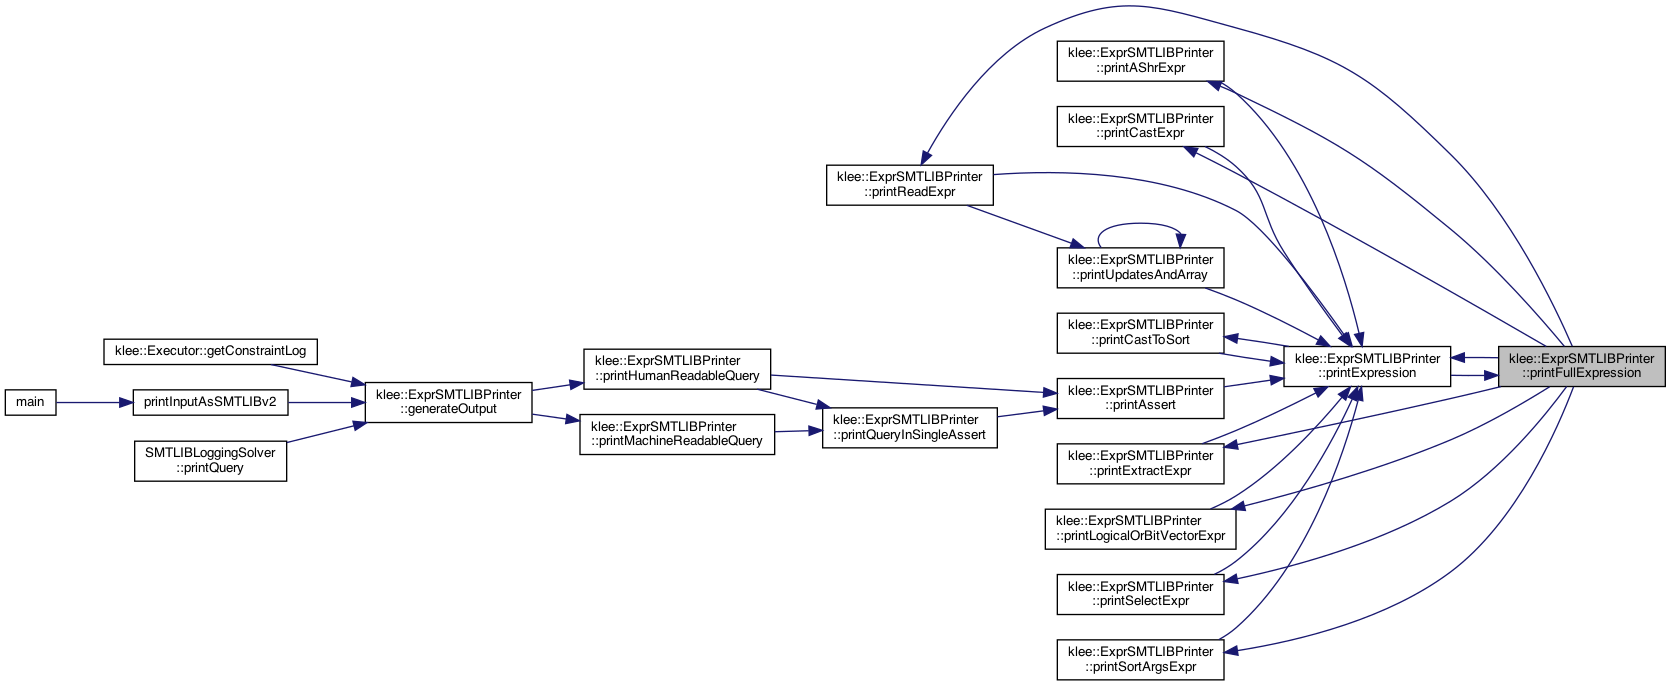 klee::ExprSMTLIBPrinter
::printAShrExpr
klee::ExprSMTLIBPrinter
::printCastExpr
klee::ExprSMTLIBPrinter
::printReadExpr
klee::ExprSMTLIBPrinter
::printUpdatesAndArray
klee::ExprSMTLIBPrinter
::printCastToSort
klee::Executor::getConstraintLog
klee::ExprSMTLIBPrinter
::printHumanReadableQuery
klee::ExprSMTLIBPrinter
::printExpression
klee::ExprSMTLIBPrinter
::printFullExpression
main
printInputAsSMTLIBv2
klee::ExprSMTLIBPrinter
::generateOutput
klee::ExprSMTLIBPrinter
::printAssert
klee::ExprSMTLIBPrinter
::printMachineReadableQuery
klee::ExprSMTLIBPrinter
::printQueryInSingleAssert
SMTLIBLoggingSolver
::printQuery
klee::ExprSMTLIBPrinter
::printExtractExpr
klee::ExprSMTLIBPrinter
::printLogicalOrBitVectorExpr
klee::ExprSMTLIBPrinter
::printSelectExpr
klee::ExprSMTLIBPrinter
::printSortArgsExpr